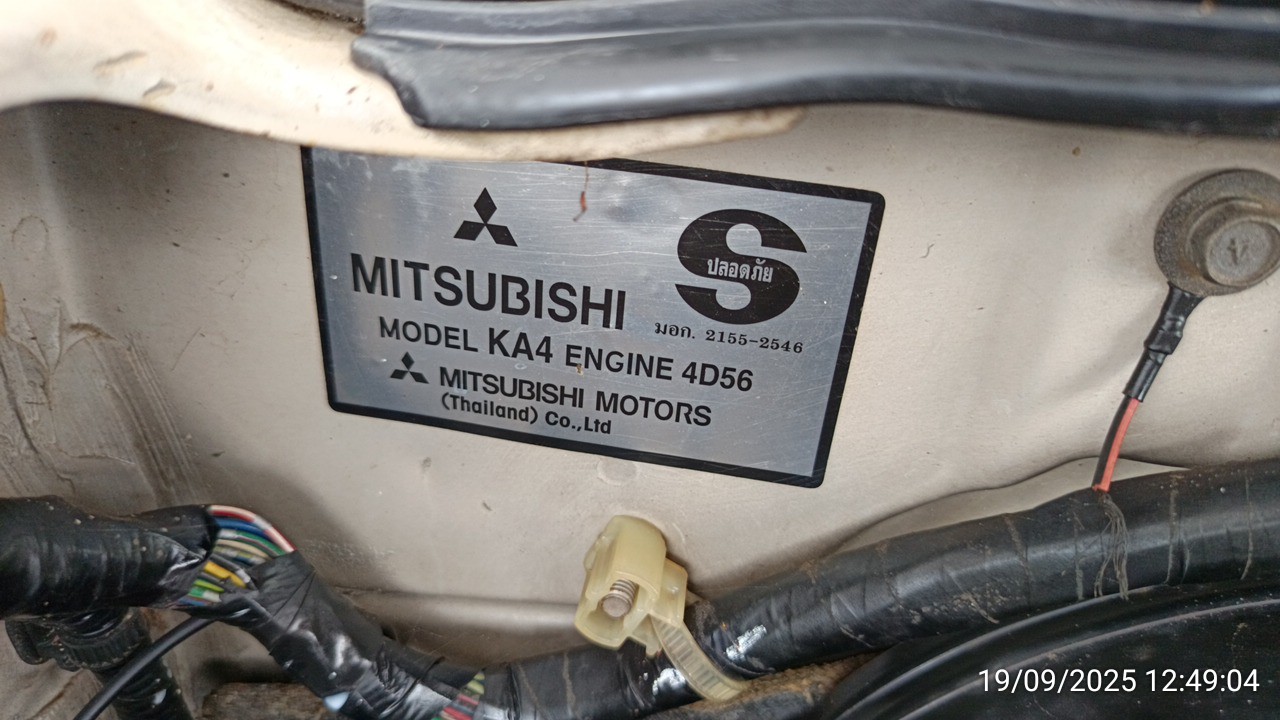 MITSUBISHI
S
ปลอดภัย
มอก. 2155-2546
MODEL KA4 ENGINE 4D56
MITSUBISHI MOTORS
(Thailand) Co.,Ltd
19/09/2025 12:49:04